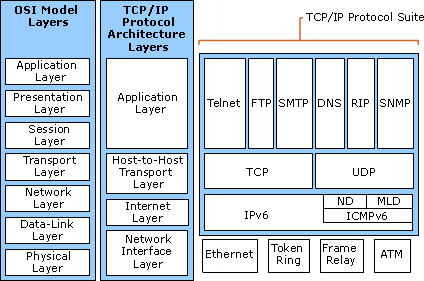 OSI Model
Layers
TCP/IP
Protocol
Architecture
Layers
TCP/IP Protocol Suite
Application
Layer
Presentation
Layer
Session
Layer
Transport
Layer
Network
Layer
Data-Link
Layer
Physical
Layer
Application
Layer
Host-to-Host
Transport
Layer
Internet
Layer
Network
Interface
Layer
Telnet
FTP
SMTP
DNS
RIP
SNMP
TCP
UDP
IPv6
ND
MLD
ICMPv6
Ethernet
Token
Ring
Frame
Relay
ATM